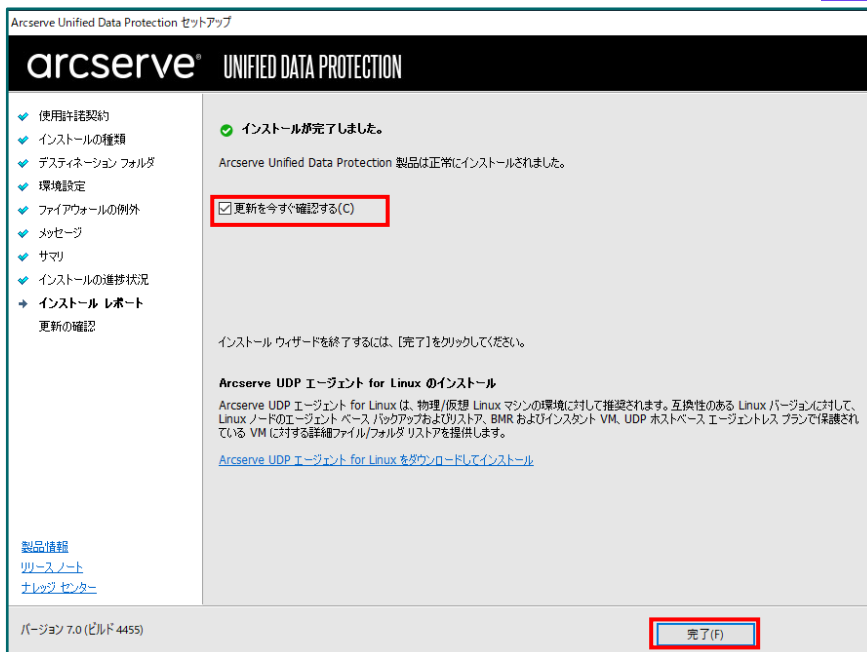 Arcserve Unified Data Protection セットアップ
arcserve® UNIFIED DATA PROTECTION
使用許諾契約
インストールの種類
デスティネーション フォルダ
環境設定
ファイアウォールの例外
メッセージ
サマリ
インストールの進捗状況
インストール レポート
更新の確認
インストールが完了しました。
Arcserve Unified Data Protection 製品は正常にインストールされました。
更新を今すぐ確認する(C)
インストール ウィザードを終了するには、[完了]をクリックしてください。
Arcserve UDP エージェント for Linux のインストール
Arcserve UDP エージェント for Linux は、物理/仮想 Linux マシンの環境に対して推奨されます。互換性のある Linux バージョンに対して、
Linux ノードのエージェント ベース バックアップおよびリストア、BMR およびインスタント VM、UDP ホストベース エージェントレス プランで保護され
ている VM に対する詳細ファイル/フォルダ リストアを提供します。
Arcserve UDP エージェント for Linux をダウンロードしてインストール
製品情報
リリース ノート
ナレッジ センター
バージョン 7.0 (ビルド 4455)
完了(F)